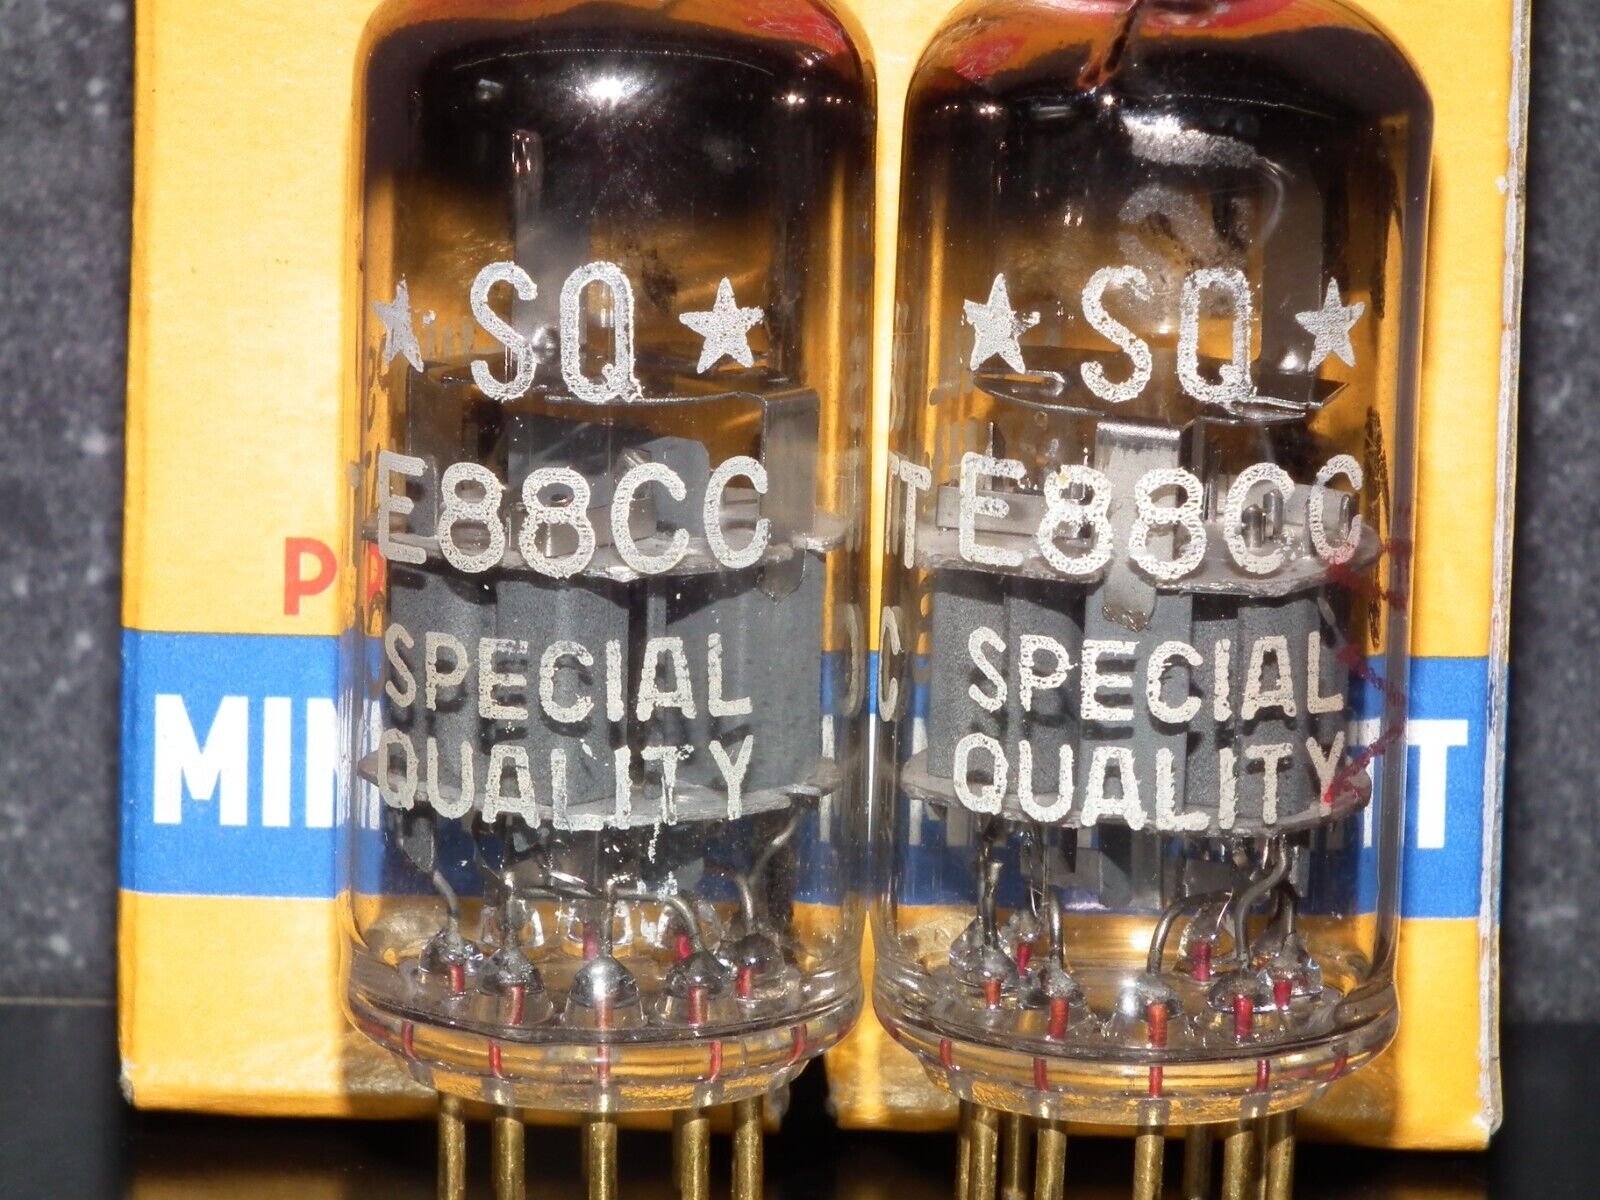 ★ SQ ★
E88CC
SPECIAL
QUALITY
★ SQ ★
E88CC
SPECIAL
QUALITY